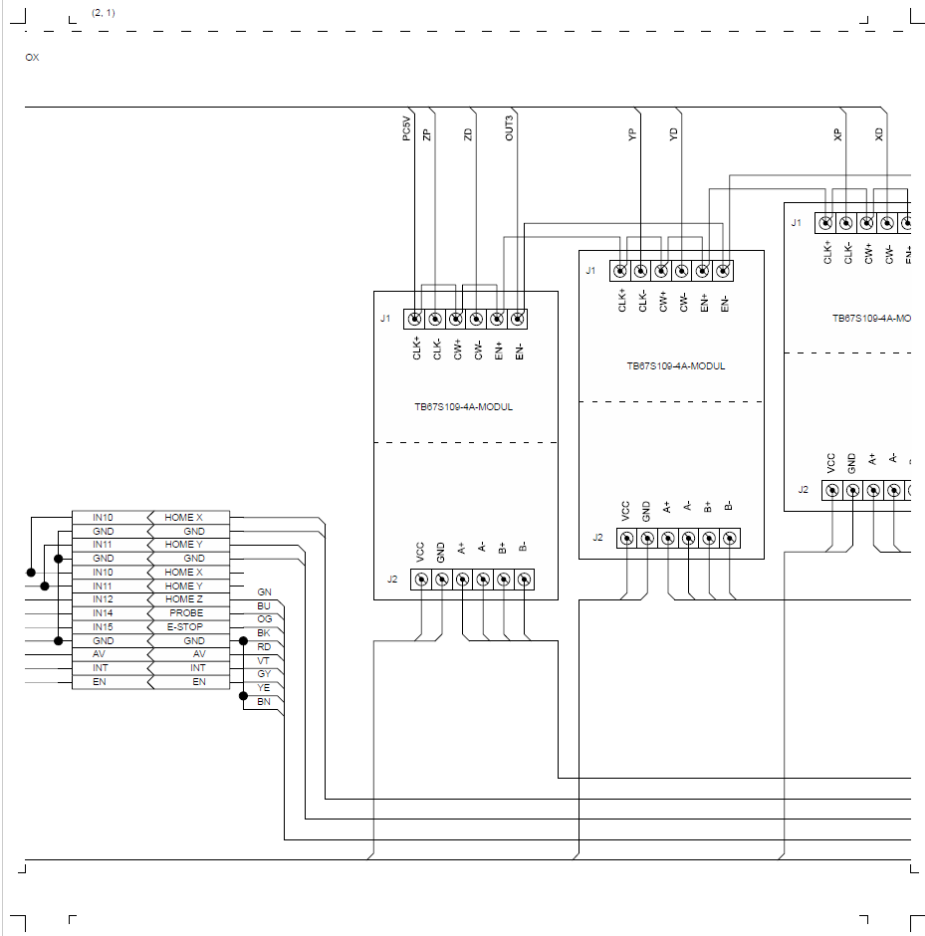 (2, 1)
OX
PC5V ZP ZD OUT3 YP YD XP XD
J1
CLK+ CLK- CW+ CW- EN+
TB67S109-4A-MO
VCC GND A+ A-
J2
J1
CLK+ CLK- CW+ CW- EN+ EN-
TB67S109-4A-MODUL
VCC GND A+ A- B+ B-
J2
J1
CLK+ CLK- CW+ CW- EN+ EN-
TB67S109-4A-MODUL
VCC GND A+ A- B+ B-
J2
IN10 HOME X
GND GND
IN11 HOME Y
GND GND
IN10 HOME X
IN11 HOME Y
IN12 HOME Z
IN14 PROBE
IN15 E-STOP
GND GND
AV AV
INT INT
EN EN
GN
BU
OG
BK
RD
VT
GY
YE
BN